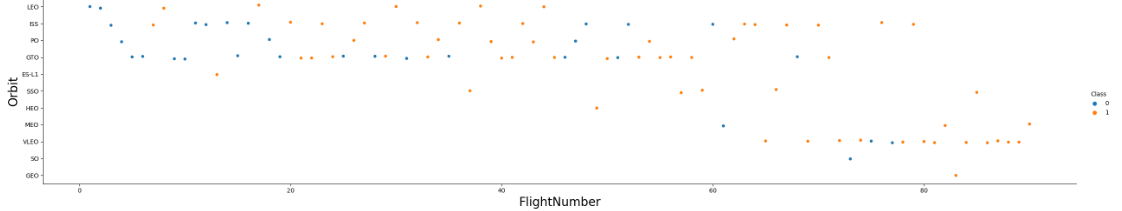 LEO
ISS
PO
GTO
ES-L1
SSO
HEO
MEO
VLEO
SO
GEO
Orbit
0 20 40 60 80
FlightNumber
Class
0
1